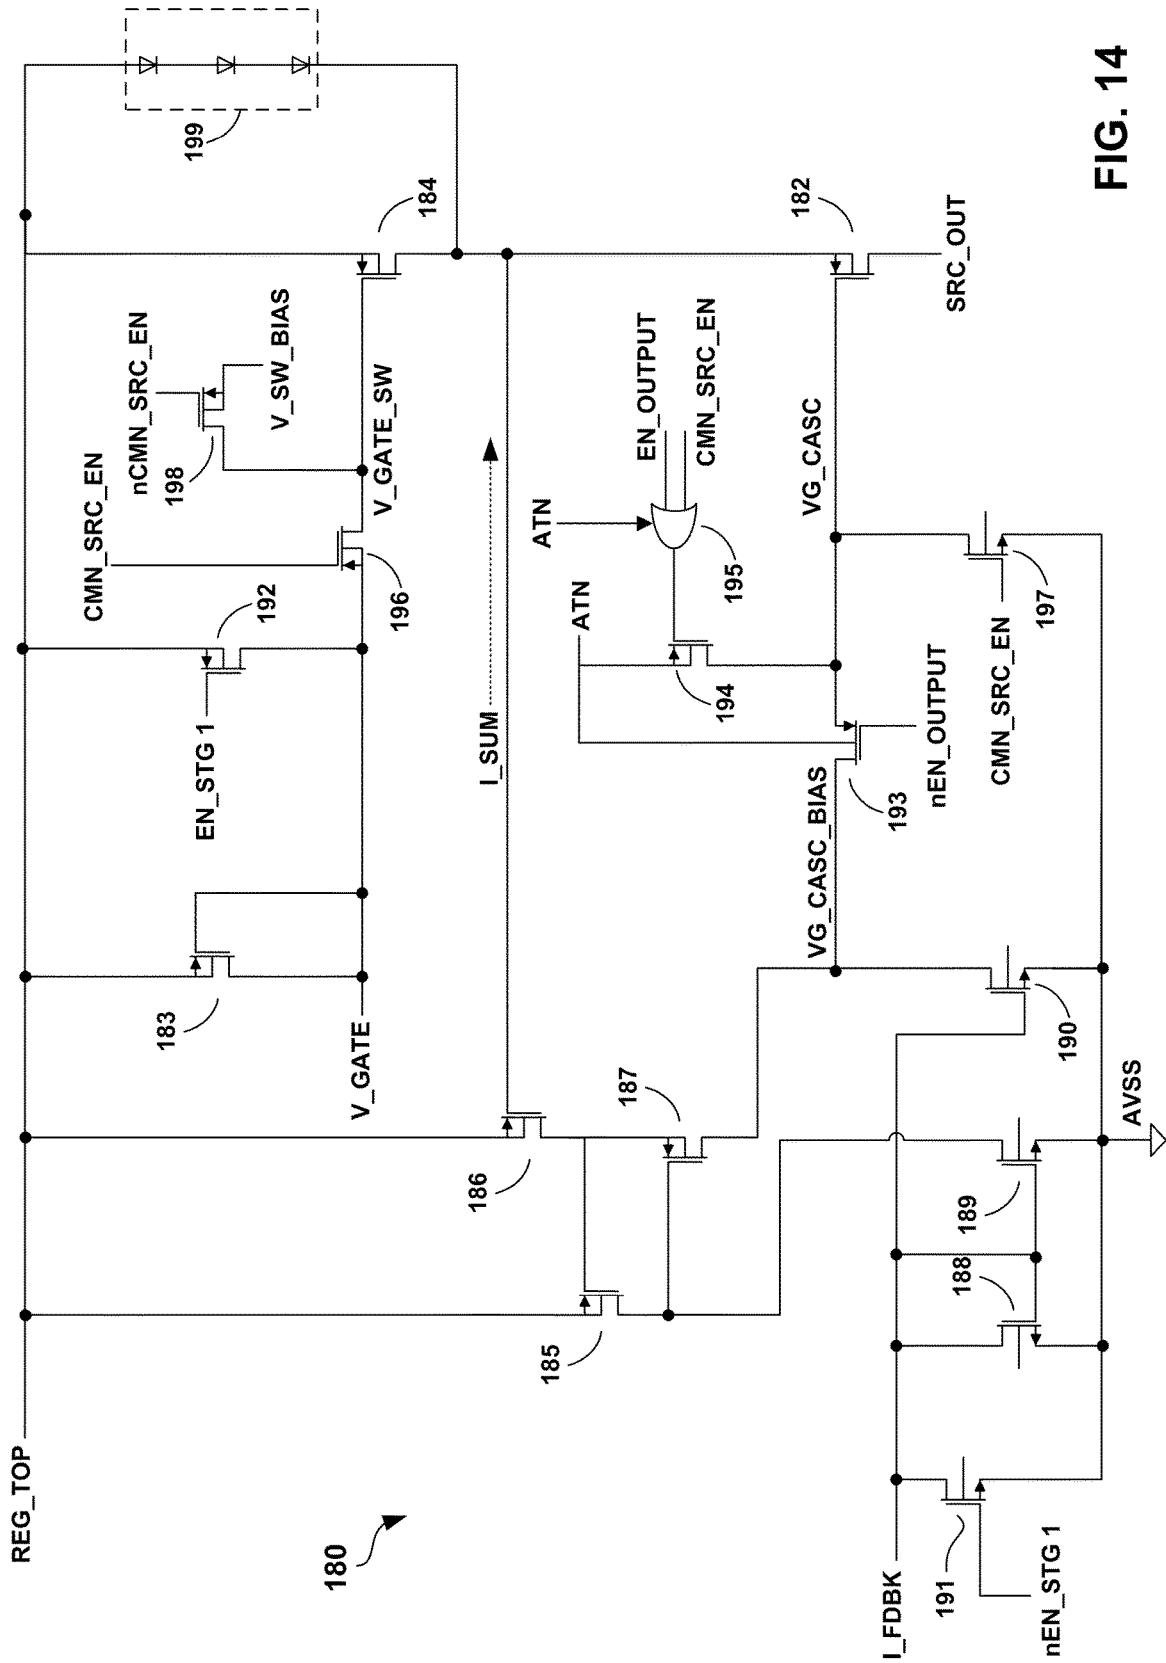 REG_TOP
180
183
V_GATE
EN_STG 1
192
CMN_SRC_EN
196
nCMN_SRC_EN
198
V_SW_BIAS
V_GATE_SW
184
199
I_SUM
185
186
187
VG_CASC_BIAS
ATN
194
193
nEN_OUTPUT
ATN
195
EN_OUTPUT
CMN_SRC_EN
VG_CASC
182
SRC_OUT
CMN_SRC_EN
197
I_FDBK
191
nEN_STG 1
188
189
190
AVSS
FIG. 14